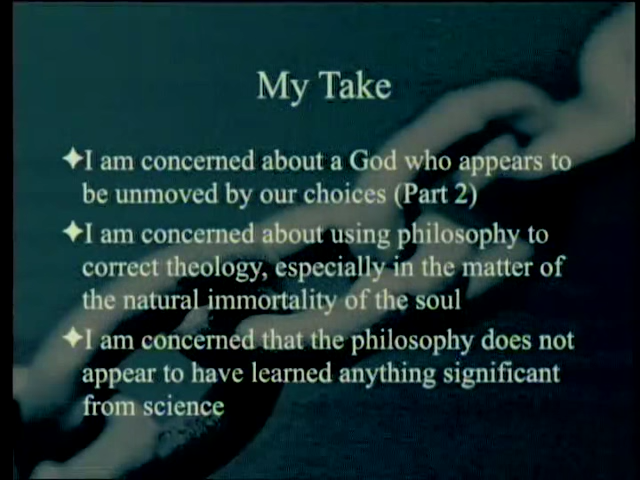 My Take
✦I am concerned about a God who appears to
be unmoved by our choices (Part 2)
✦I am concerned about using philosophy to
correct theology, especially in the matter of
the natural immortality of the soul
✦I am concerned that the philosophy does not
appear to have learned anything significant
from science